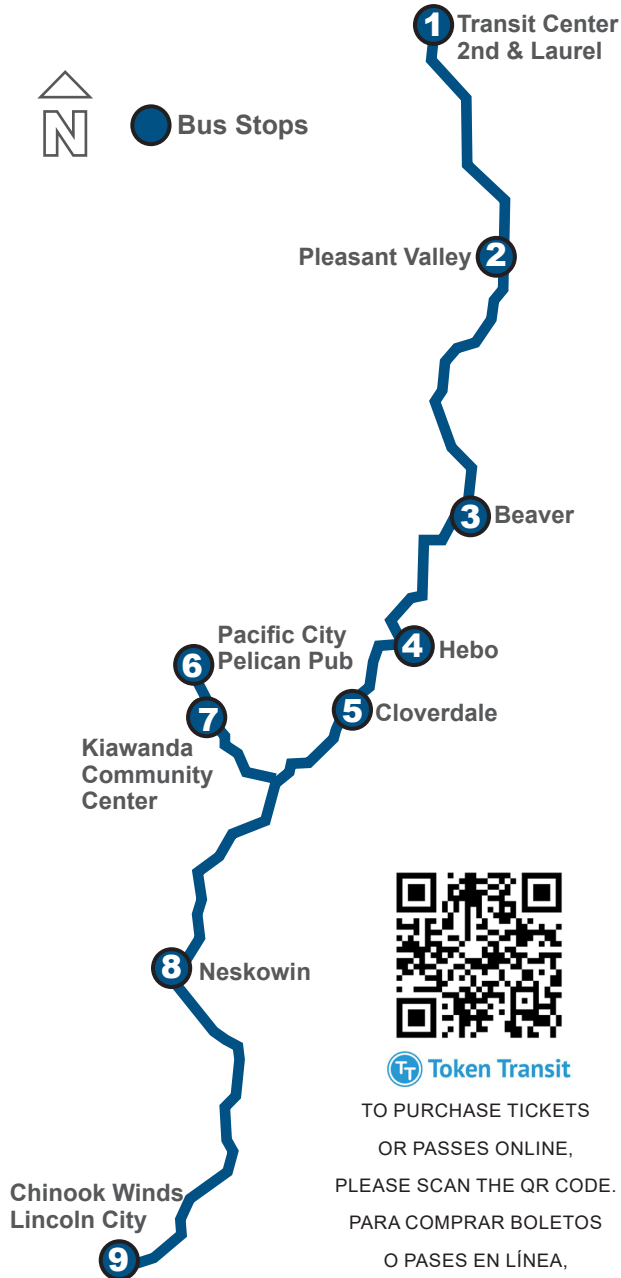 1
Transit Center
2nd & Laurel
N
Bus Stops
Pleasant Valley
2
3
Beaver
Pacific City
Pelican Pub
6
4
Hebo
7
5
Cloverdale
Kiawanda
Community
Center
8
Neskowin
TT Token Transit
TO PURCHASE TICKETS
OR PASSES ONLINE,
PLEASE SCAN THE QR CODE.
PARA COMPRAR BOLETOS
O PASES EN LÍNEA,
Chinook Winds
Lincoln City
9